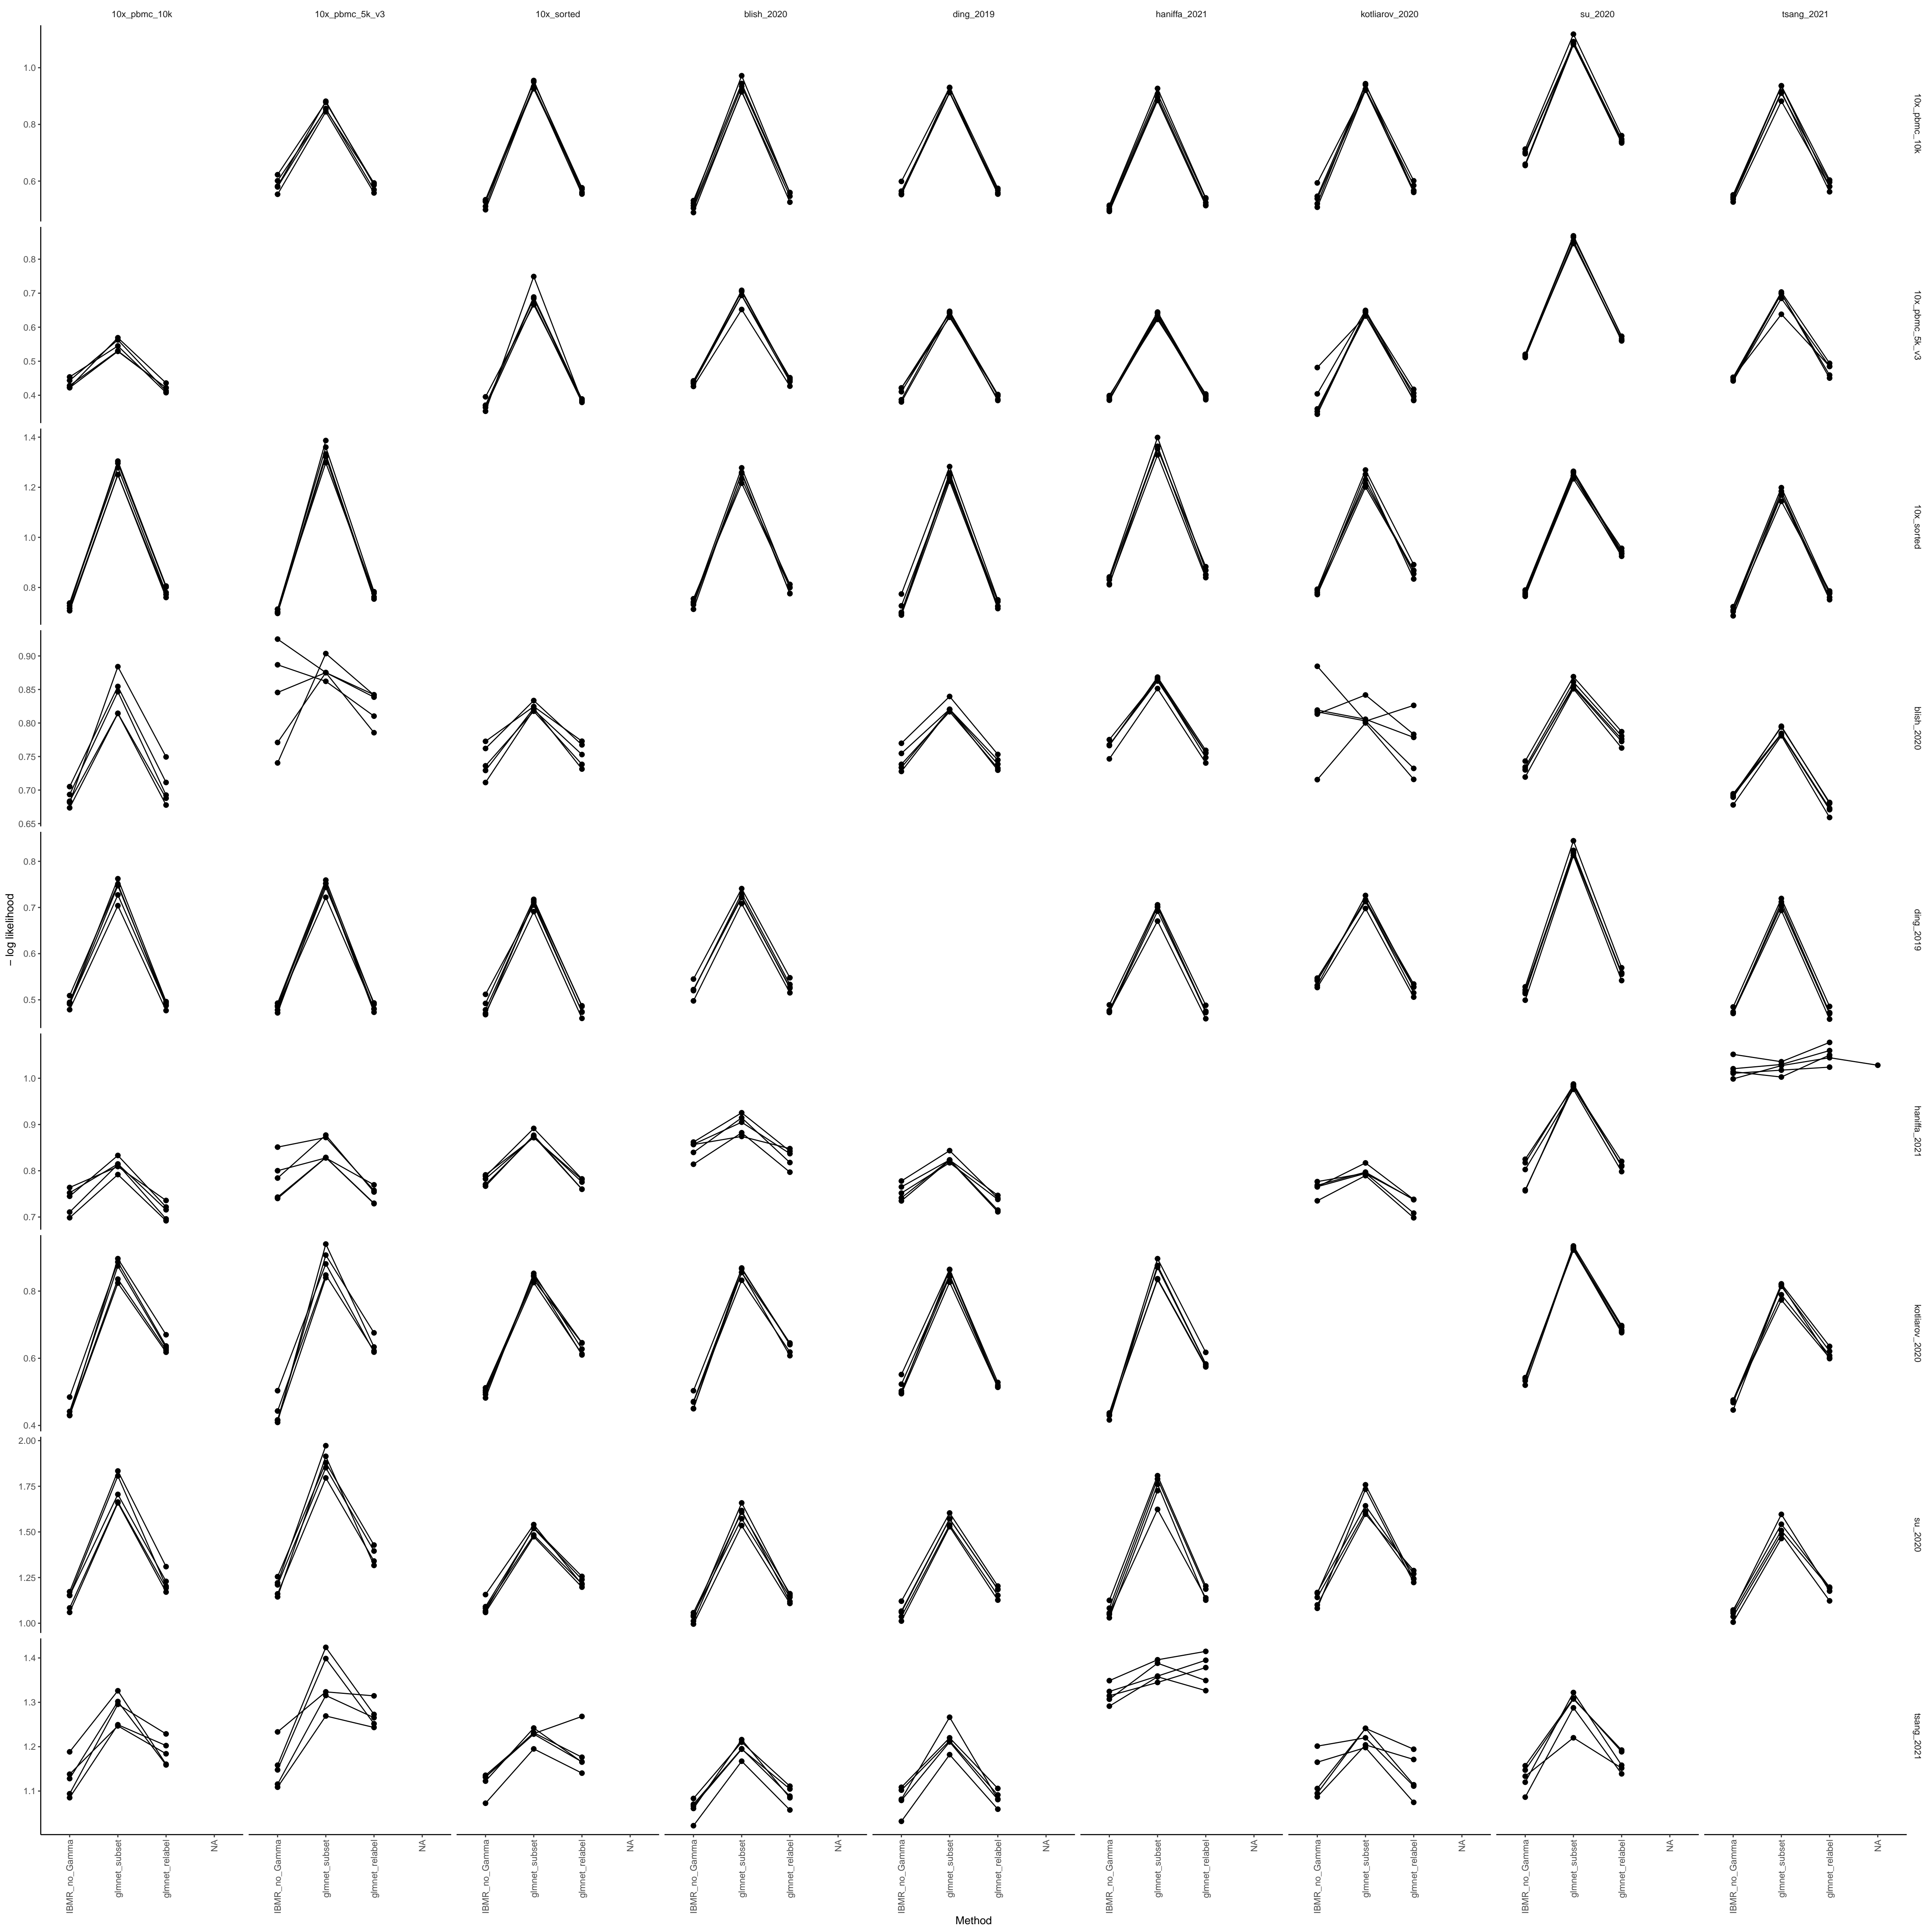 10x_pbmc_10k 10x_pbmc_5k_v3 10x_sorted blish_2020 ding_2019 haniffa_2021 kotliarov_2020 su_2020 tsang_2021
1.0
0.8
0.6
10x_pbmc_10k
0.8
0.7
0.6
0.5
0.4
10x_pbmc_5k_v3
1.4
1.2
1.0
0.8
10x_sorted
0.90
0.85
0.80
0.75
0.70
0.65
blish_2020
− log likelihood
0.8
0.7
0.6
0.5
ding_2019
1.0
0.9
0.8
0.7
haniffa_2021
0.8
0.6
0.4
kotliarov_2020
2.00
1.75
1.50
1.25
1.00
su_2020
1.4
1.3
1.2
1.1
tsang_2021
IBMR_no_Gamma glmnet_subset glmnet_relabel NA IBMR_no_Gamma glmnet_subset glmnet_relabel NA IBMR_no_Gamma glmnet_subset glmnet_relabel NA IBMR_no_Gamma glmnet_subset glmnet_relabel NA IBMR_no_Gamma glmnet_subset glmnet_relabel NA IBMR_no_Gamma glmnet_subset glmnet_relabel NA IBMR_no_Gamma glmnet_subset glmnet_relabel NA IBMR_no_Gamma glmnet_subset glmnet_relabel NA IBMR_no_Gamma glmnet_subset glmnet_relabel NA
Method